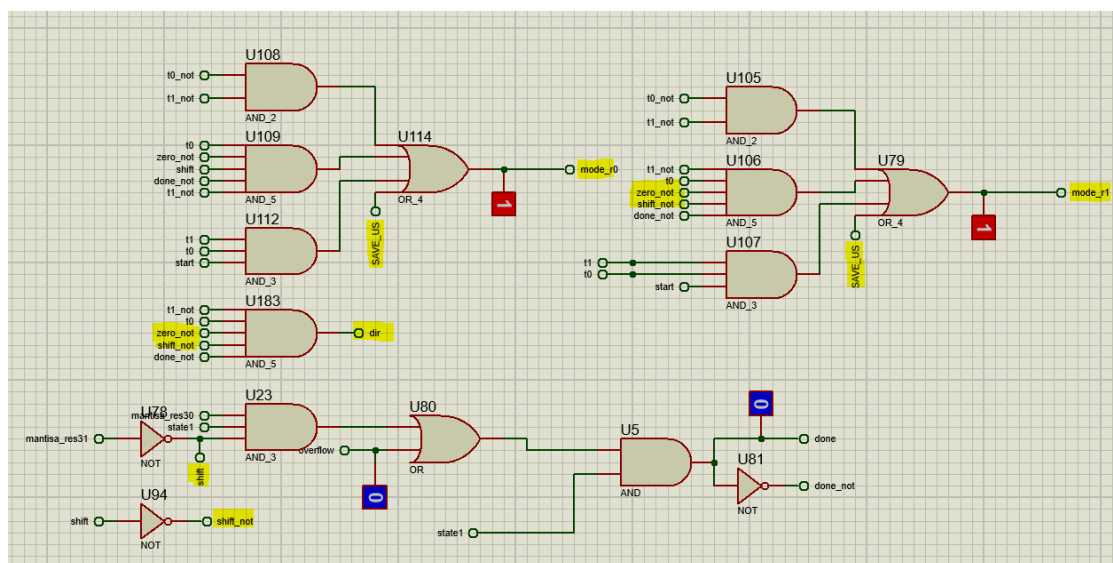 U108
t0_not
t1_not
AND_2
U109
t0
zero_not
shift
done_not
t1_not
AND_5
U112
t1
t0
start
AND_3
U114
OR_4
SAVE_US
1
mode_r0
U183
t1_not
t0
zero_not
shift_not
done_not
AND_5
dir
U105
t0_not
t1_not
AND_2
U106
t1_not
t0
zero_not
shift_not
done_not
AND_5
U107
t1
t0
start
AND_3
U79
OR_4
SAVE_US
1
mode_r1
U78
mantisa_res31
NOT
shift
U23
mantisa_res30
state1
AND_3
U80
overflow
OR
0
U5
AND
state1
0
done
U81
NOT
done_not
U94
shift
NOT
shift_not